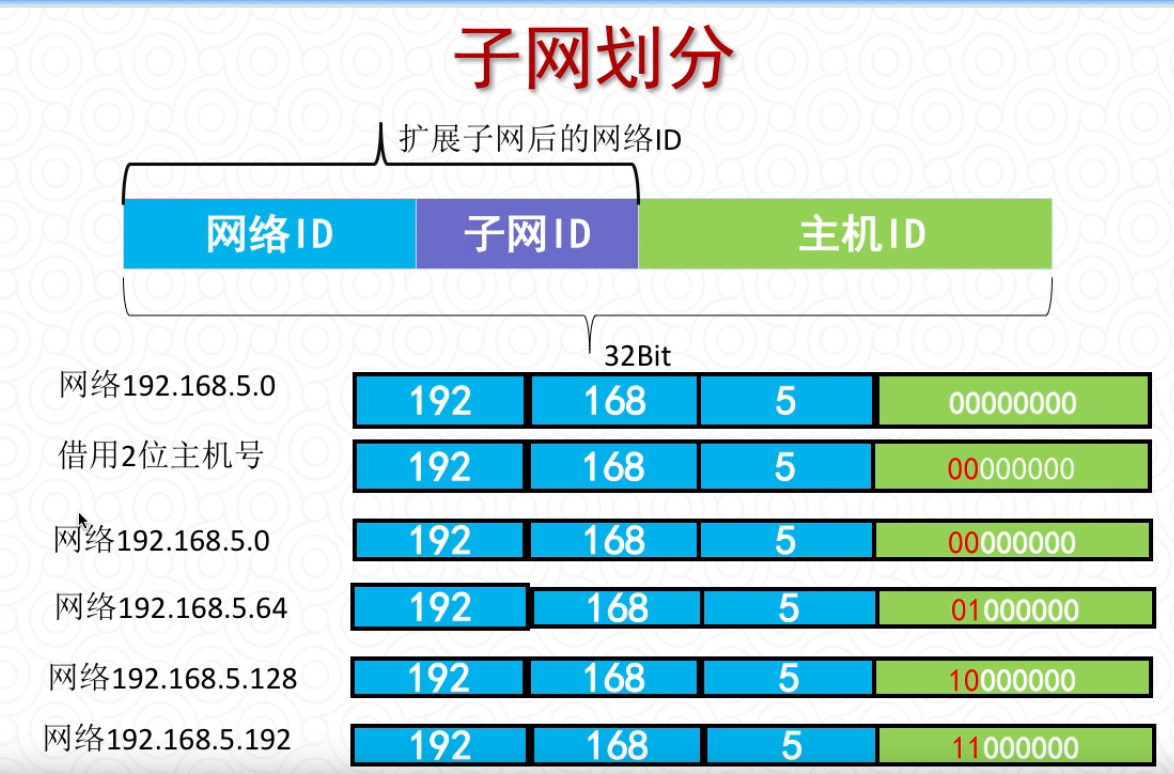 子网划分
扩展子网后的网络ID
网络ID 子网ID 主机ID
32Bit
网络192.168.5.0 192 168 5 00000000
借用2位主机号 192 168 5 00000000
网络192.168.5.0 192 168 5 00000000
网络192.168.5.64 192 168 5 01000000
网络192.168.5.128 192 168 5 10000000
网络192.168.5.192 192 168 5 11000000